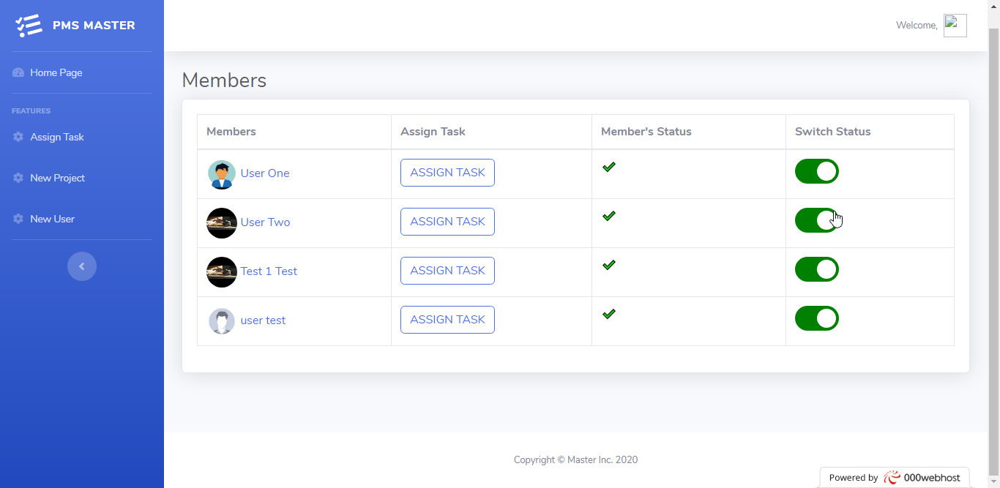 PMS MASTER
Welcome,
Home Page
FEATURES
Assign Task
New Project
New User
Members
Members Assign Task Member's Status Switch Status
User One ASSIGN TASK
User Two ASSIGN TASK
Test 1 Test ASSIGN TASK
user test ASSIGN TASK
Copyright © Master Inc. 2020
Powered by 000webhost